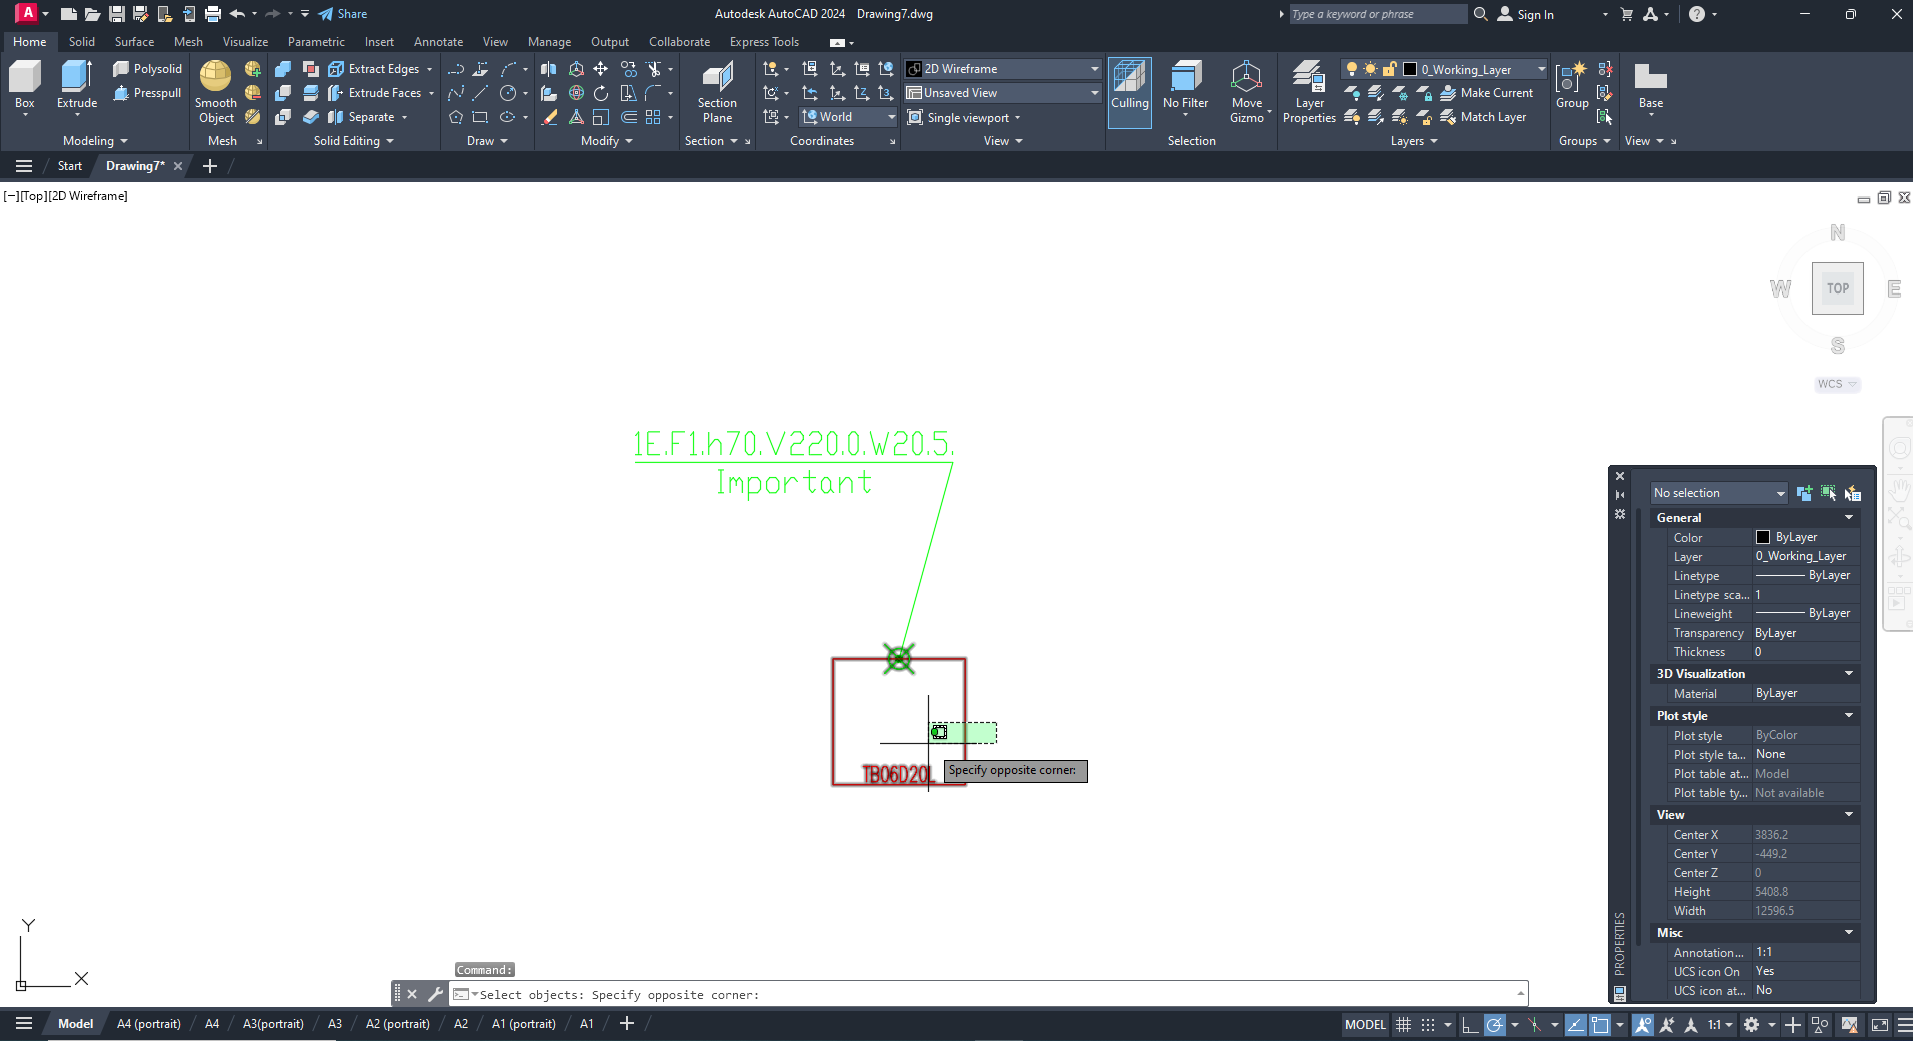 Share
Autodesk AutoCAD 2024 Drawing7.dwg
Type a keyword or phrase
Sign In
Home Solid Surface Mesh Visualize Parametric Insert Annotate View Manage Output Collaborate Express Tools
Box
Extrude
Polysolid
Presspull
Modeling
Smooth
Object
Mesh
Extract Edges
Extrude Faces
Separate
Solid Editing
Draw
Modify
Section
Plane
Section
World
Coordinates
2D Wireframe
Unsaved View
Single viewport
View
Culling
No Filter
Move
Gizmo
Selection
Layer
Properties
0_Working_Layer
Make Current
Match Layer
Layers
Group
Groups
Base
View
Start Drawing7*
[−][Top][2D Wireframe]
N
W TOP E
S
WCS
1E.F1.h70.V220.0.W20.5.
Important
TB06D20L
Specify opposite corner:
No selection
General
Color ByLayer
Layer 0_Working_Layer
Linetype ByLayer
Linetype sca... 1
Lineweight ByLayer
Transparency ByLayer
Thickness 0
3D Visualization
Material ByLayer
Plot style
Plot style ByColor
Plot style ta... None
Plot table at... Model
Plot table ty... Not available
View
Center X 3836.2
Center Y -449.2
Center Z 0
Height 5408.8
Width 12596.5
Misc
Annotation... 1:1
UCS icon On Yes
UCS icon at... No
PROPERTIES
Y
X
Command:
Select objects: Specify opposite corner:
Model A4 (portrait) A4 A3(portrait) A3 A2 (portrait) A2 A1 (portrait) A1
MODEL
1:1